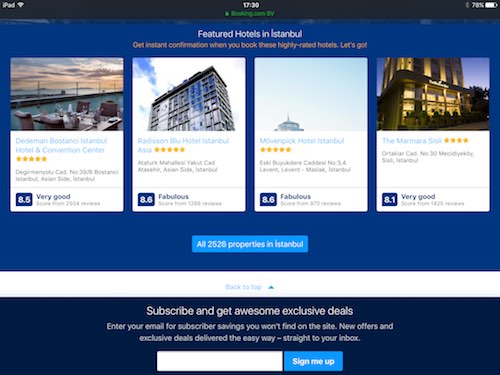 iPad
17:30
78%
Booking.com BV
Featured Hotels in İstanbul
Get instant confirmation when you book these highly-rated hotels. Let's go!
Dedeman Bostanci Istanbul
Hotel & Convention Center
Degirmenyolu Cad. No:39/B Bostanci
Istanbul, Asian Side, İstanbul
8.5
Very good
Score from 2504 reviews
Radisson Blu Hotel Istanbul
Asia
Ataturk Mahallesi Yakut Cad
Atasehir, Asian Side, İstanbul
8.6
Fabulous
Score from 1286 reviews
Mövenpick Hotel Istanbul
Eski Buyukdere Caddesi No:3,4.
Levent, Levent - Maslak, İstanbul
8.6
Fabulous
Score from 970 reviews
The Marmara Sisli
Ortaklar Cad. No:30 Mecidiyeköy,
Sisli, İstanbul
8.1
Very good
Score from 1425 reviews
All 2526 properties in İstanbul
Back to top
Subscribe and get awesome exclusive deals
Enter your email for subscriber savings you won't find on the site. New offers and
exclusive deals delivered the easy way – straight to your inbox.
Sign me up